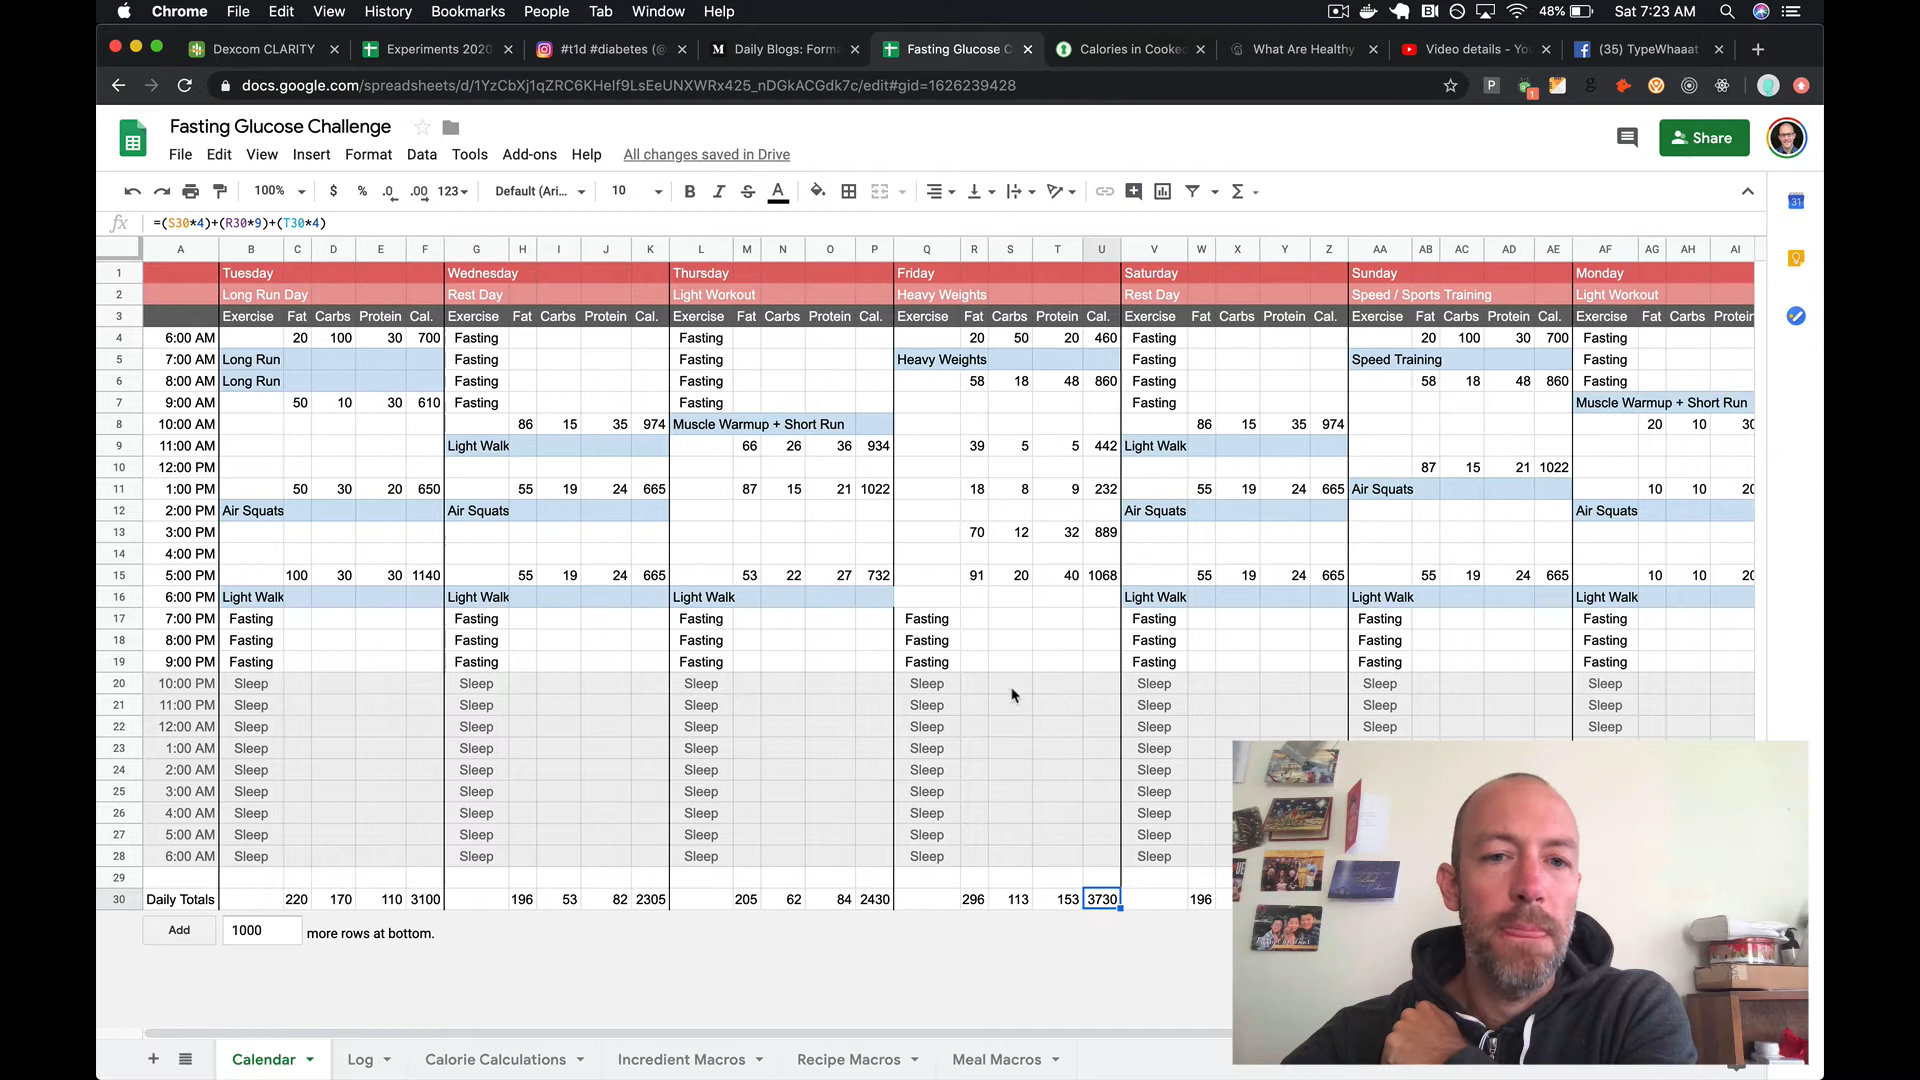 Chrome File Edit View History Bookmarks People Tab Window Help 48% Sat 7:23 AM
Dexcom CLARITY Experiments 2020 #t1d #diabetes (@ Daily Blogs: Forma Fasting Glucose C Calories in Cooked What Are Healthy Video details - Yo (35) TypeWhaaat
docs.google.com/spreadsheets/d/1YzCbXj1qZRC6KHeIf9LsEeUNXWRx425_nDGkACGdk7c/edit#gid=1626239428
Fasting Glucose Challenge
File Edit View Insert Format Data Tools Add-ons Help All changes saved in Drive Share
100% $ % .0 .00 123 Default (Ari... 10 B I S A
fx =(S30*4)+(R30*9)+(T30*4)
A B C D E F G H I J K L M N O P Q R S T U V W X Y Z AA AB AC AD AE AF AG AH AI
1 Tuesday Wednesday Thursday Friday Saturday Sunday Monday
2 Long Run Day Rest Day Light Workout Heavy Weights Rest Day Speed / Sports Training Light Workout
3 Exercise Fat Carbs Protein Cal. Exercise Fat Carbs Protein Cal. Exercise Fat Carbs Protein Cal. Exercise Fat Carbs Protein Cal. Exercise Fat Carbs Protein Cal. Exercise Fat Carbs Protein Cal. Exercise Fat Carbs Protein
4 6:00 AM 20 100 30 700 Fasting Fasting 20 50 20 460 Fasting 20 100 30 700 Fasting
5 7:00 AM Long Run Fasting Fasting Heavy Weights Fasting Speed Training Fasting
6 8:00 AM Long Run Fasting Fasting 58 18 48 860 Fasting 58 18 48 860 Fasting
7 9:00 AM 50 10 30 610 Fasting Fasting Fasting Muscle Warmup + Short Run
8 10:00 AM 86 15 35 974 Muscle Warmup + Short Run 86 15 35 974 20 10 30
9 11:00 AM Light Walk 66 26 36 934 39 5 5 442 Light Walk
10 12:00 PM 87 15 21 1022
11 1:00 PM 50 30 20 650 55 19 24 665 87 15 21 1022 18 8 9 232 55 19 24 665 Air Squats 10 10 20
12 2:00 PM Air Squats Air Squats Air Squats Air Squats
13 3:00 PM 70 12 32 889
14 4:00 PM
15 5:00 PM 100 30 30 1140 55 19 24 665 53 22 27 732 91 20 40 1068 55 19 24 665 55 19 24 665 10 10 20
16 6:00 PM Light Walk Light Walk Light Walk Light Walk Light Walk Light Walk
17 7:00 PM Fasting Fasting Fasting Fasting Fasting Fasting Fasting
18 8:00 PM Fasting Fasting Fasting Fasting Fasting Fasting Fasting
19 9:00 PM Fasting Fasting Fasting Fasting Fasting Fasting Fasting
20 10:00 PM Sleep Sleep Sleep Sleep Sleep Sleep Sleep
21 11:00 PM Sleep Sleep Sleep Sleep Sleep Sleep Sleep
22 12:00 AM Sleep Sleep Sleep Sleep Sleep Sleep Sleep
23 1:00 AM Sleep Sleep Sleep Sleep Sleep
24 2:00 AM Sleep Sleep Sleep Sleep Sleep
25 3:00 AM Sleep Sleep Sleep Sleep Sleep
26 4:00 AM Sleep Sleep Sleep Sleep Sleep
27 5:00 AM Sleep Sleep Sleep Sleep Sleep
28 6:00 AM Sleep Sleep Sleep Sleep Sleep
29
30 Daily Totals 220 170 110 3100 196 53 82 2305 205 62 84 2430 296 113 153 3730 196
Add 1000 more rows at bottom.
Calendar Log Calorie Calculations Incredient Macros Recipe Macros Meal Macros